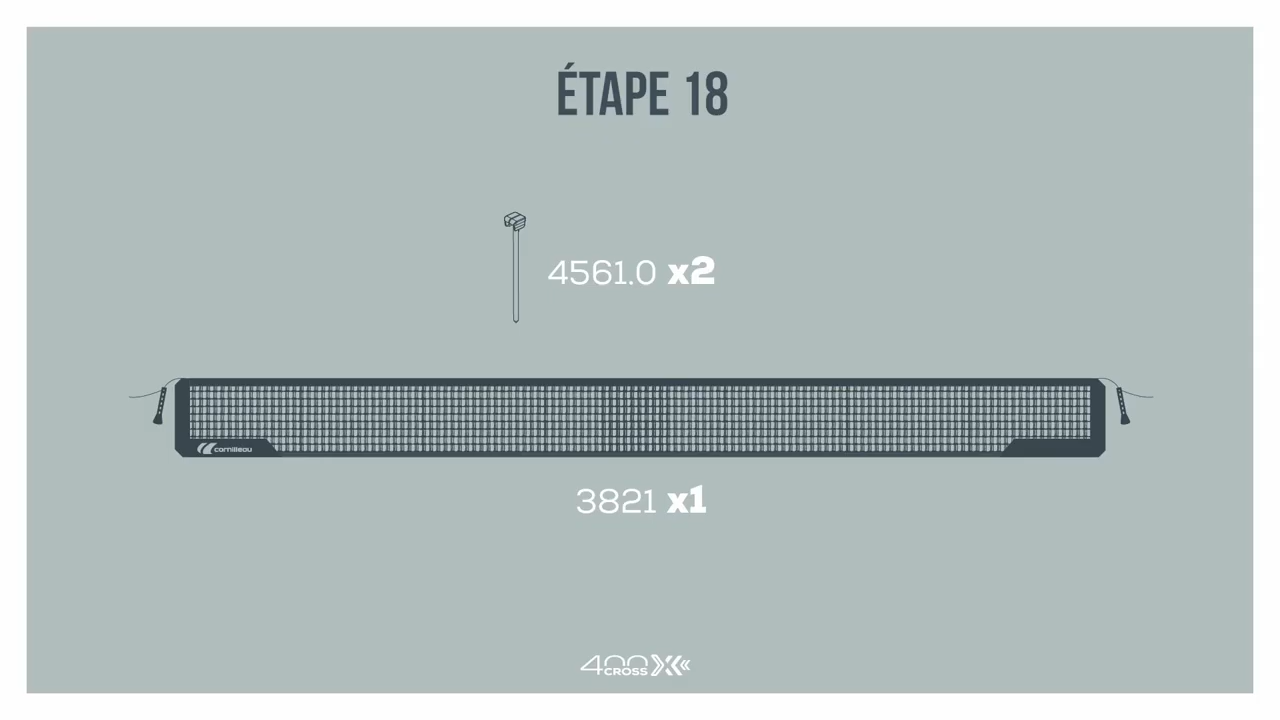 ÉTAPE 18
4561.0 x2
cornilleau
3821 x1
400 CROSS X